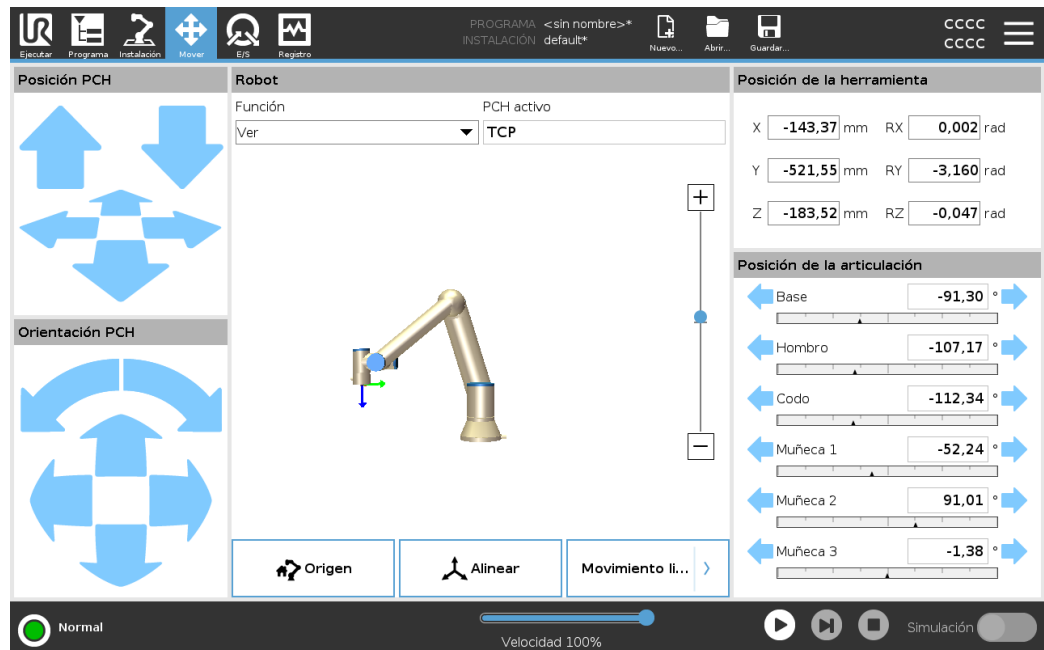 UR
Ejecutar
Programa
Instalación
Mover
E/S
Registro
PROGRAMA <sin nombre>*
INSTALACIÓN default*
Nuevo...
Abrir...
Guardar...
CCCC
CCCC
Posición PCH
Orientación PCH
Robot
Función
PCH activo
Ver
TCP
+
−
Origen
Alinear
Movimiento li...
Posición de la herramienta
X -143,37 mm RX 0,002 rad
Y -521,55 mm RY -3,160 rad
Z -183,52 mm RZ -0,047 rad
Posición de la articulación
Base -91,30 °
Hombro -107,17 °
Codo -112,34 °
Muñeca 1 -52,24 °
Muñeca 2 91,01 °
Muñeca 3 -1,38 °
Normal
Velocidad 100%
Simulación